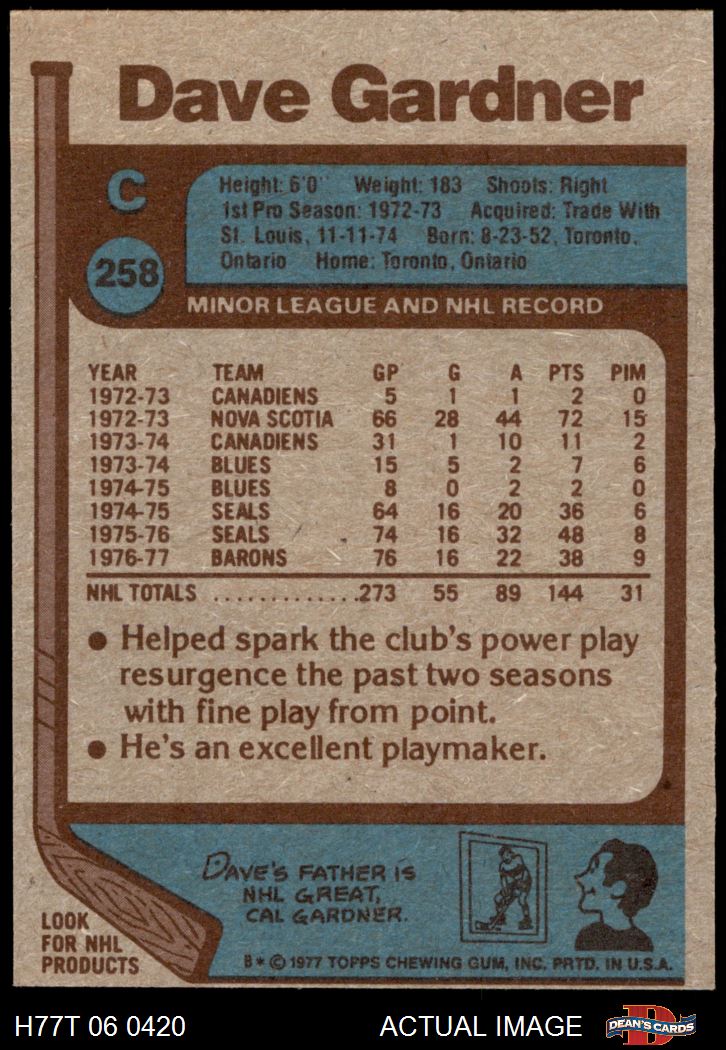 Dave Gardner
C
258
Height: 6'0" Weight: 183 Shoots: Right
1st Pro Season: 1972-73 Acquired: Trade With
St. Louis, 11-11-74 Born: 8-23-52, Toronto,
Ontario Home: Toronto, Ontario
MINOR LEAGUE AND NHL RECORD
YEAR TEAM GP G A PTS PIM
1972-73 CANADIENS 5 1 1 2 0
1972-73 NOVA SCOTIA 66 28 44 72 15
1973-74 CANADIENS 31 1 10 11 2
1973-74 BLUES 15 5 2 7 6
1974-75 BLUES 8 0 2 2 0
1974-75 SEALS 64 16 20 36 6
1975-76 SEALS 74 16 32 48 8
1976-77 BARONS 76 16 22 38 9
NHL TOTALS .............273 55 89 144 31
● Helped spark the club's power play
resurgence the past two seasons
with fine play from point.
● He's an excellent playmaker.
DAVE'S FATHER IS
NHL GREAT,
CAL GARDNER.
LOOK
FOR NHL
PRODUCTS
B* © 1977 TOPPS CHEWING GUM, INC. PRTD. IN U.S.A.
H77T 06 0420 ACTUAL IMAGE DEAN'S CARDS